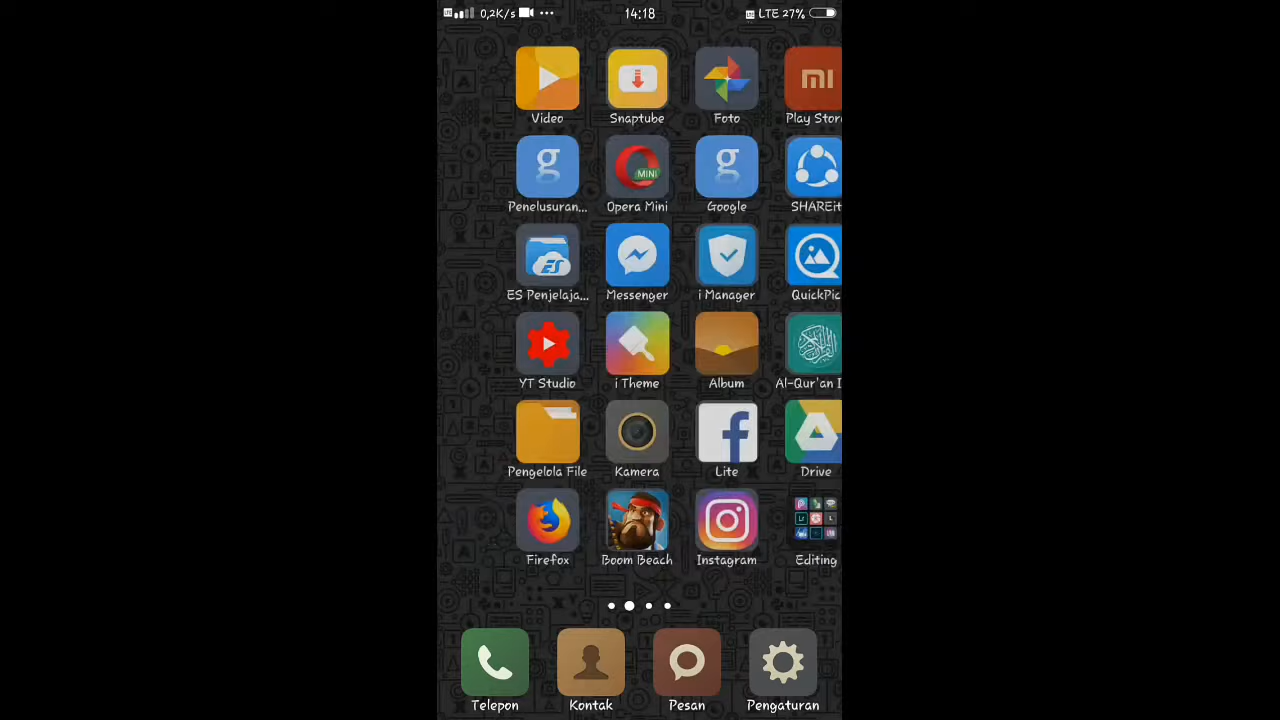 0,2K/s ••• 14:18 LTE 27%
Video Snaptube Foto Play Stor
Penelusuran... Opera Mini Google SHAREit
ES Penjelaja... Messenger i Manager QuickPic
YT Studio i Theme Album Al-Qur'an I
Pengelola File Kamera Lite Drive
Firefox Boom Beach Instagram Editing
Telepon Kontak Pesan Pengaturan